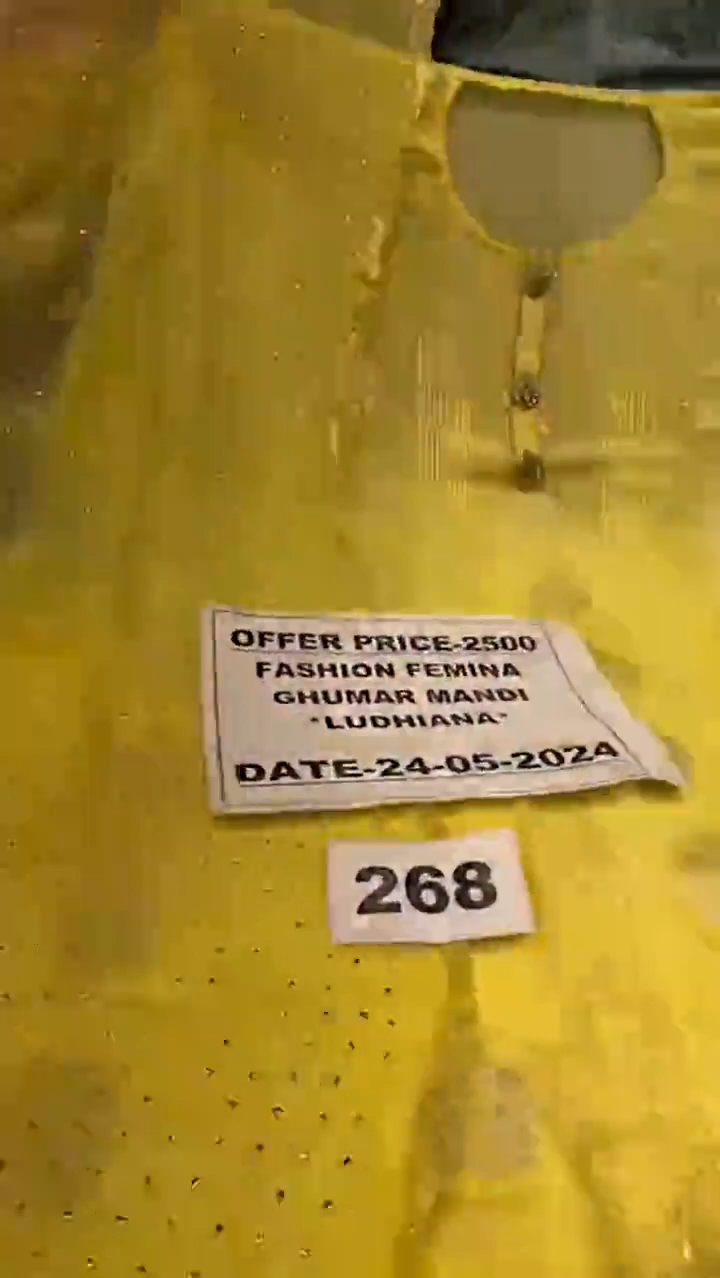 OFFER PRICE-2500
FASHION FEMINA
GHUMAR MANDI
"LUDHIANA"
DATE-24-05-2024
268